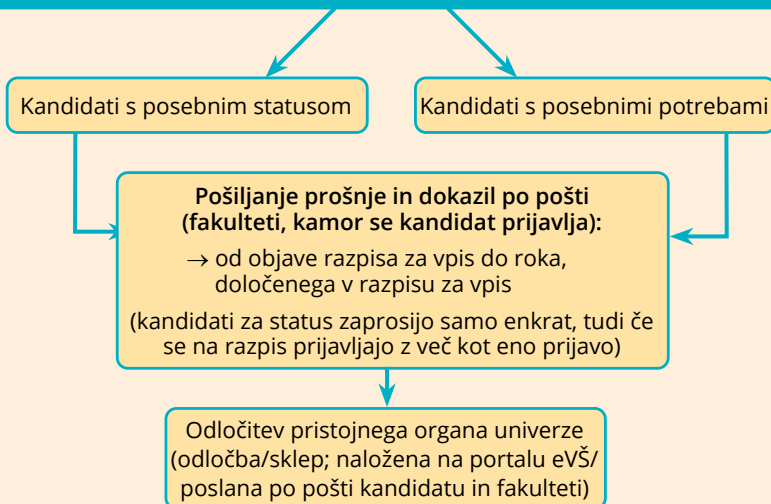 Kandidati s posebnim statusom
Kandidati s posebnimi potrebami
Pošiljanje prošnje in dokazil po pošti
(fakulteti, kamor se kandidat prijavlja):
→ od objave razpisa za vpis do roka,
določenega v razpisu za vpis
(kandidati za status zaprosijo samo enkrat, tudi če
se na razpis prijavljajo z več kot eno prijavo)
Odločitev pristojnega organa univerze
(odločba/sklep; naložena na portalu eVŠ/
poslana po pošti kandidatu in fakulteti)